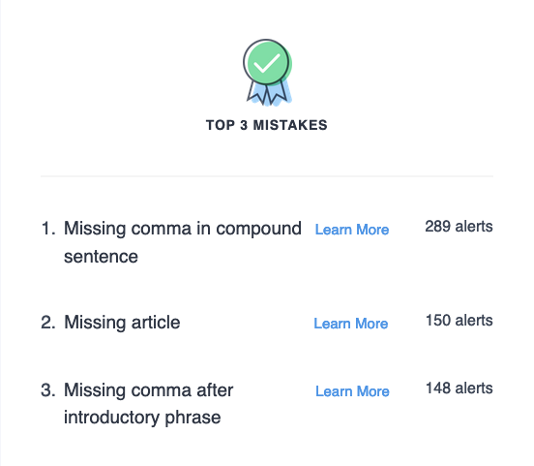 TOP 3 MISTAKES
1. Missing comma in compound Learn More 289 alerts
sentence
2. Missing article Learn More 150 alerts
3. Missing comma after Learn More 148 alerts
introductory phrase